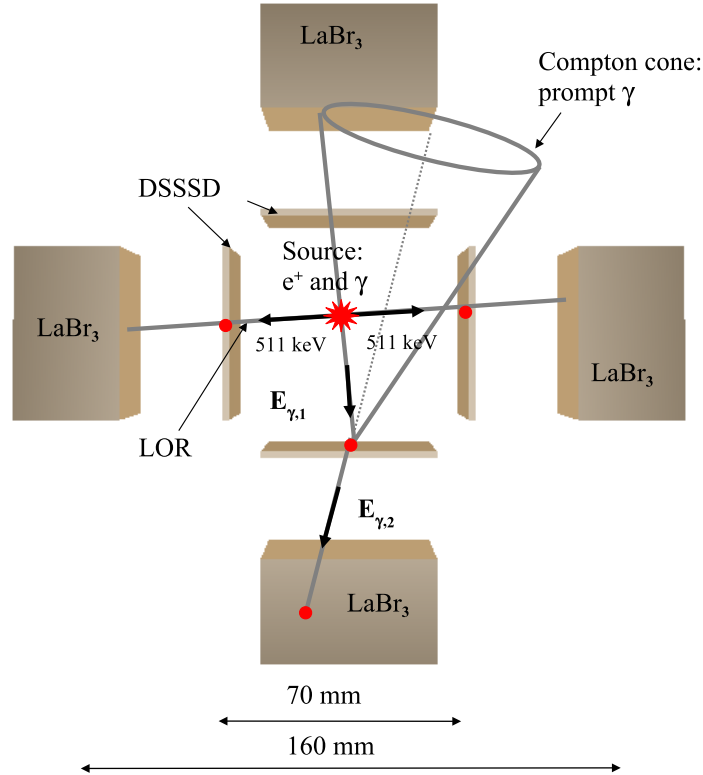 LaBr₃
Compton cone:
prompt γ
DSSSD
Source:
e⁺ and γ
LaBr₃
511 keV
511 keV
LaBr₃
Eγ,1
LOR
Eγ,2
LaBr₃
70 mm
160 mm